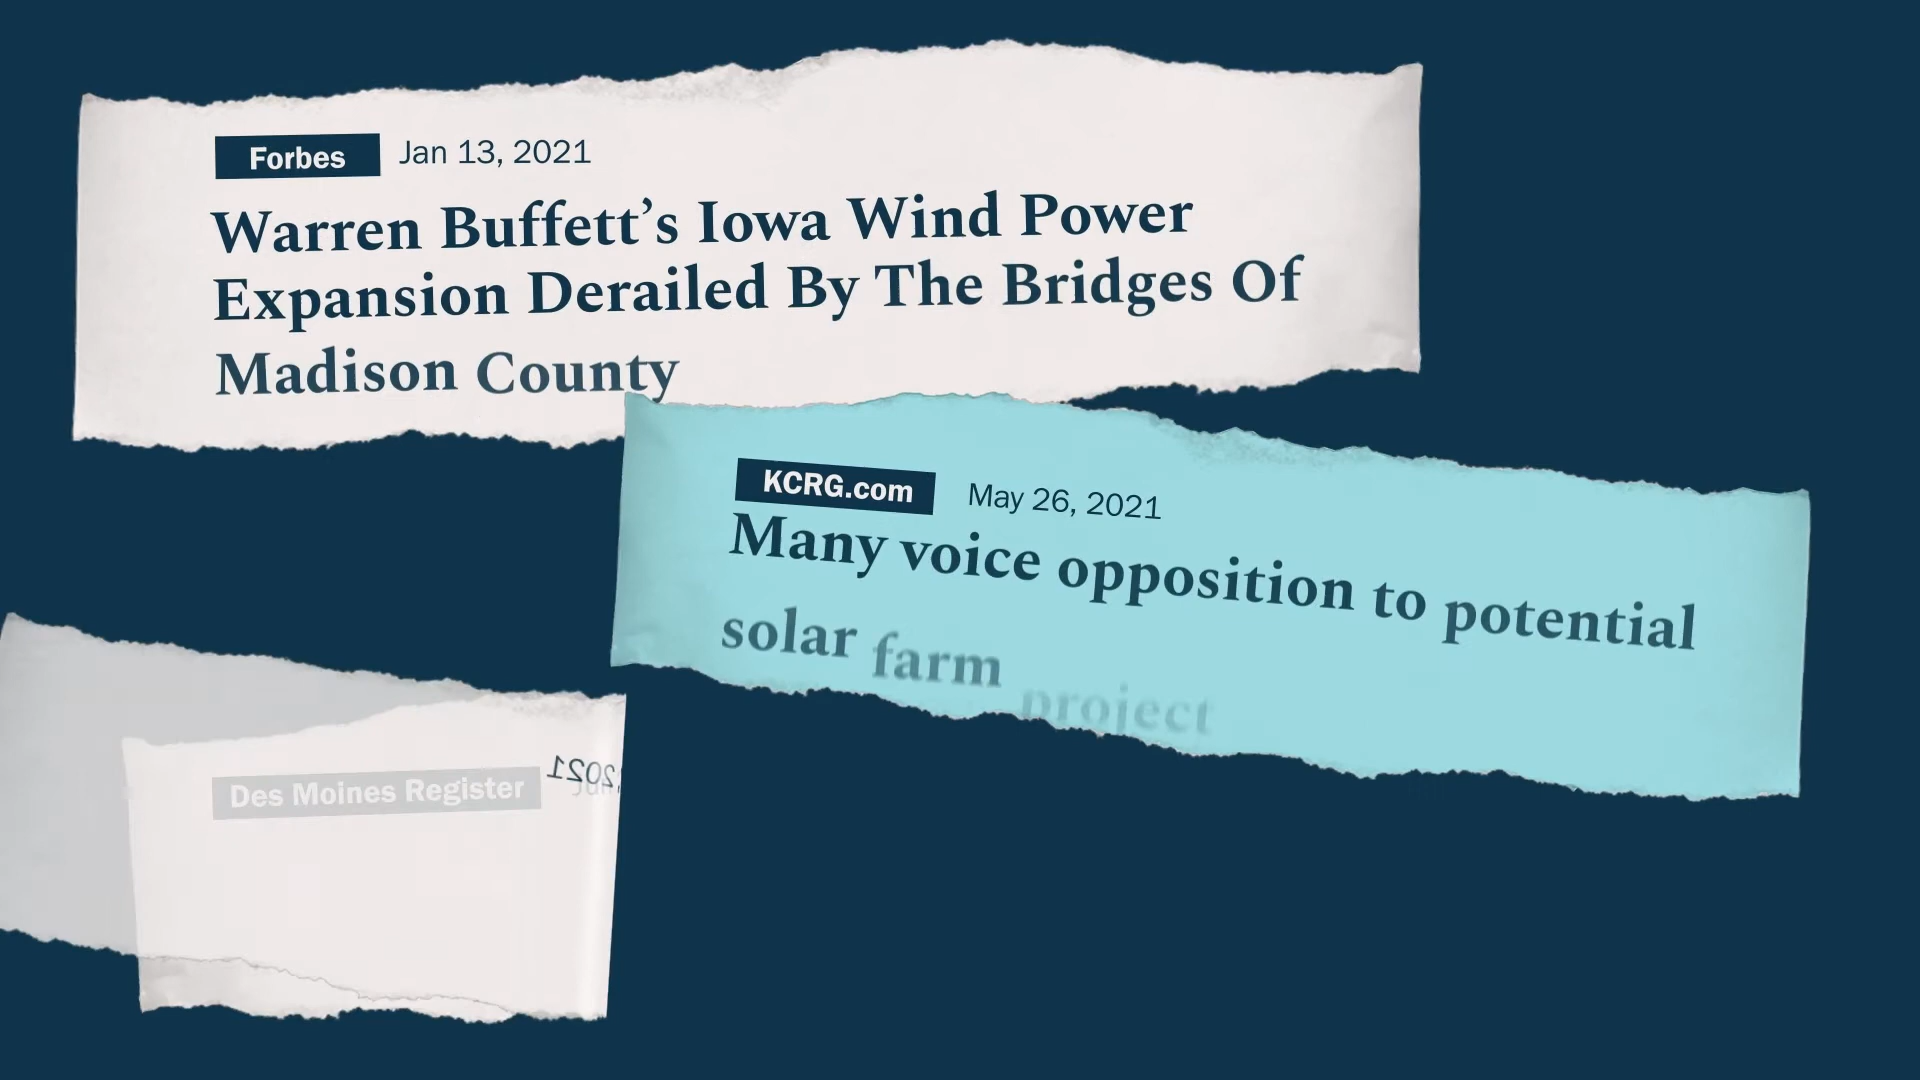 Forbes Jan 13, 2021
Warren Buffett’s Iowa Wind Power
Expansion Derailed By The Bridges Of
Madison County
KCRG.com May 26, 2021
Many voice opposition to potential
solar farm
project
Des Moines Register 2021